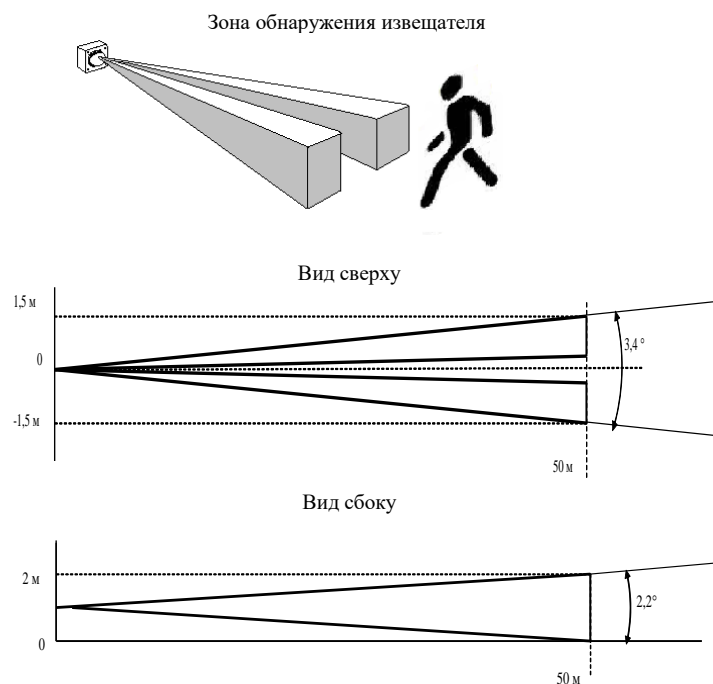 Зона обнаружения извещателя
Вид сверху
1,5 м
0
3,4 °
-1,5 м
50 м
Вид сбоку
2 м
2,2°
0
50 м